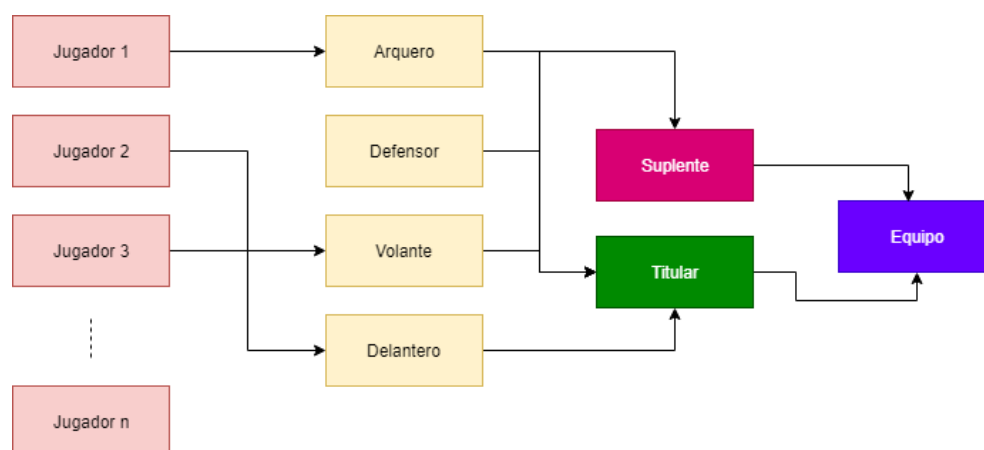 Jugador 1
Arquero
Jugador 2
Defensor
Suplente
Jugador 3
Volante
Equipo
Titular
Delantero
Jugador n